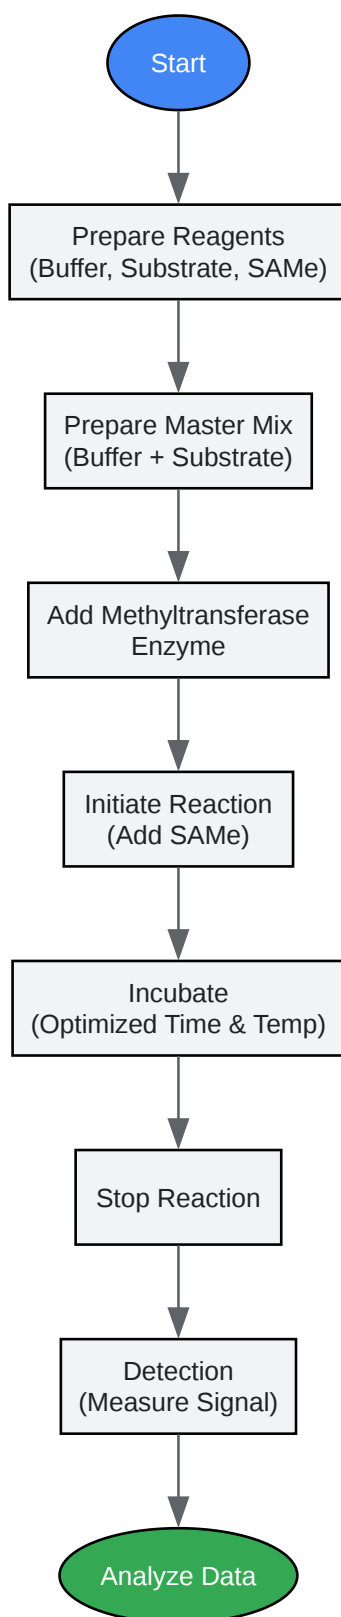 Start
Prepare Reagents
(Buffer, Substrate, SAMe)
Prepare Master Mix
(Buffer + Substrate)
Add Methyltransferase
Enzyme
Initiate Reaction
(Add SAMe)
Incubate
(Optimized Time & Temp)
Stop Reaction
Detection
(Measure Signal)
Analyze Data